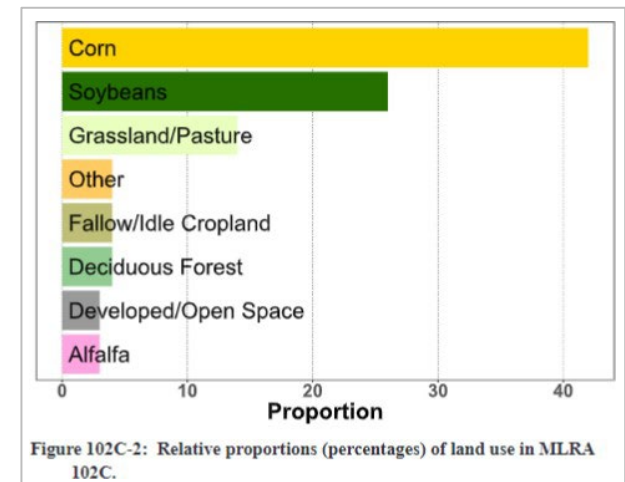 Corn
Soybeans
Grassland/Pasture
Other
Fallow/Idle Cropland
Deciduous Forest
Developed/Open Space
Alfalfa
0 10 20 30 40
Proportion
Figure 102C-2: Relative proportions (percentages) of land use in MLRA
102C.